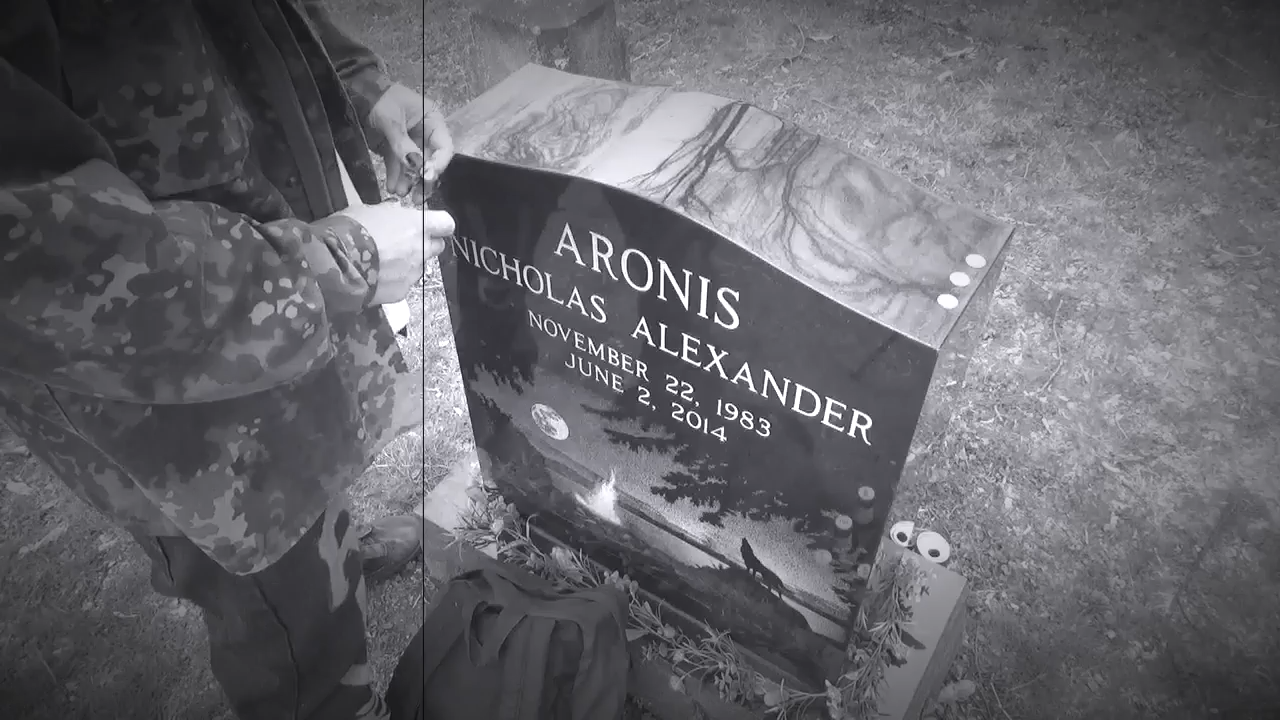 ARONIS
NICHOLAS ALEXANDER
NOVEMBER 22, 1983
JUNE 2, 2014